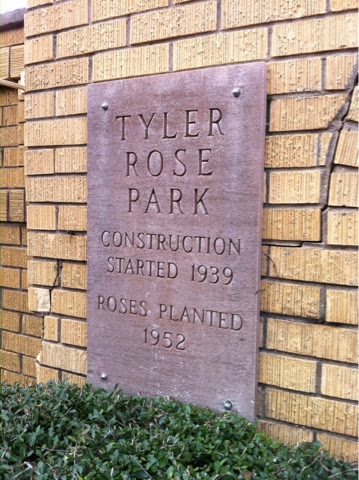 TYLER
ROSE
PARK
CONSTRUCTION
STARTED 1939
ROSES PLANTED
1952